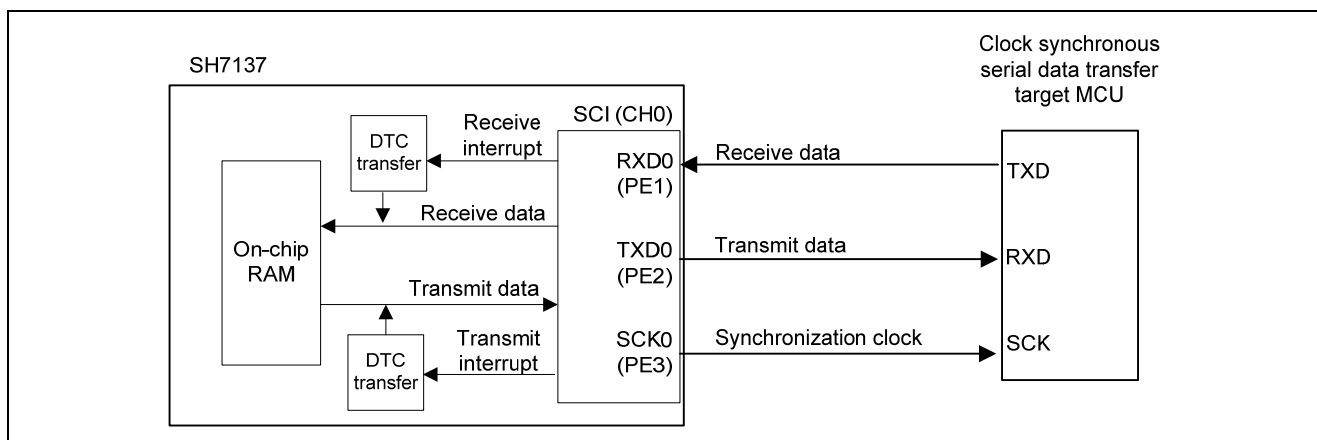 SH7137
Clock synchronous
serial data transfer
target MCU
SCI (CH0)
DTC
transfer
Receive
interrupt
RXD0
(PE1)
Receive data
TXD
Receive data
On-chip
RAM
TXD0
(PE2)
Transmit data
RXD
Transmit data
DTC
transfer
Transmit
interrupt
SCK0
(PE3)
Synchronization clock
SCK